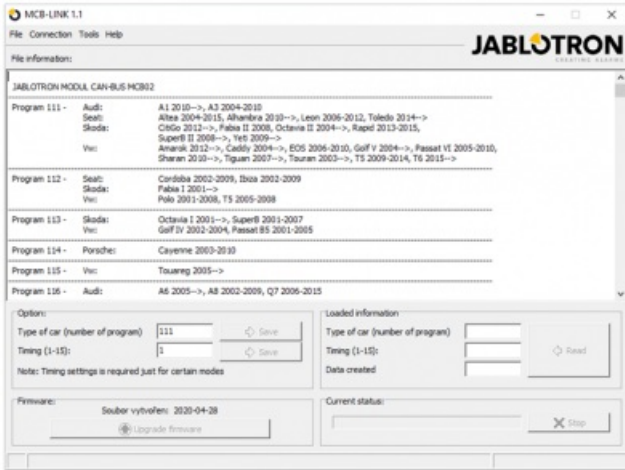 MCB-LINK 1.1
File Connection Tools Help
JABLOTRON
CREATING ALARMS
File information:
JABLOTRON MODUL CAN-BUS MCB02
Program 111 - Audi: A1 2010-->, A3 2004-2010
Seat: Altea 2004-2015, Alhambra 2010-->, Leon 2006-2012, Toledo 2014-->
Skoda: CitiGo 2012-->, Fabia II 2008, Octavia II 2004-->, Rapid 2013-2015,
SuperB II 2008-->, Yeti 2009-->
Vw: Amarok 2012-->, Caddy 2004-->, EOS 2006-2010, Golf V 2004-->, Passat VI 2005-2010,
Sharan 2010-->, Tiguan 2007-->, Touran 2003-->, T5 2009-2014, T6 2015-->
Program 112 - Seat: Cordoba 2002-2009, Ibiza 2002-2009
Skoda: Fabia I 2001-->
Vw: Polo 2001-2008, T5 2005-2008
Program 113 - Skoda: Octavia I 2001-->, SuperB 2001-2007
Vw: Golf IV 2002-2004, Passat B5 2001-2005
Program 114 - Porsche: Cayenne 2003-2010
Program 115 - Vw: Touareg 2005-->
Program 116 - Audi: A6 2005-->, A8 2002-2009, Q7 2006-2015
Option:
Type of car (number of program) 111 Save
Timing (1-15): 1 Save
Note: Timing settings is required just for certain modes
Loaded information
Type of car (number of program)
Timing (1-15):
Data created
Read
Firmware:
Soubor vytvořen: 2020-04-28
Upgrade firmware
Current status:
Stop